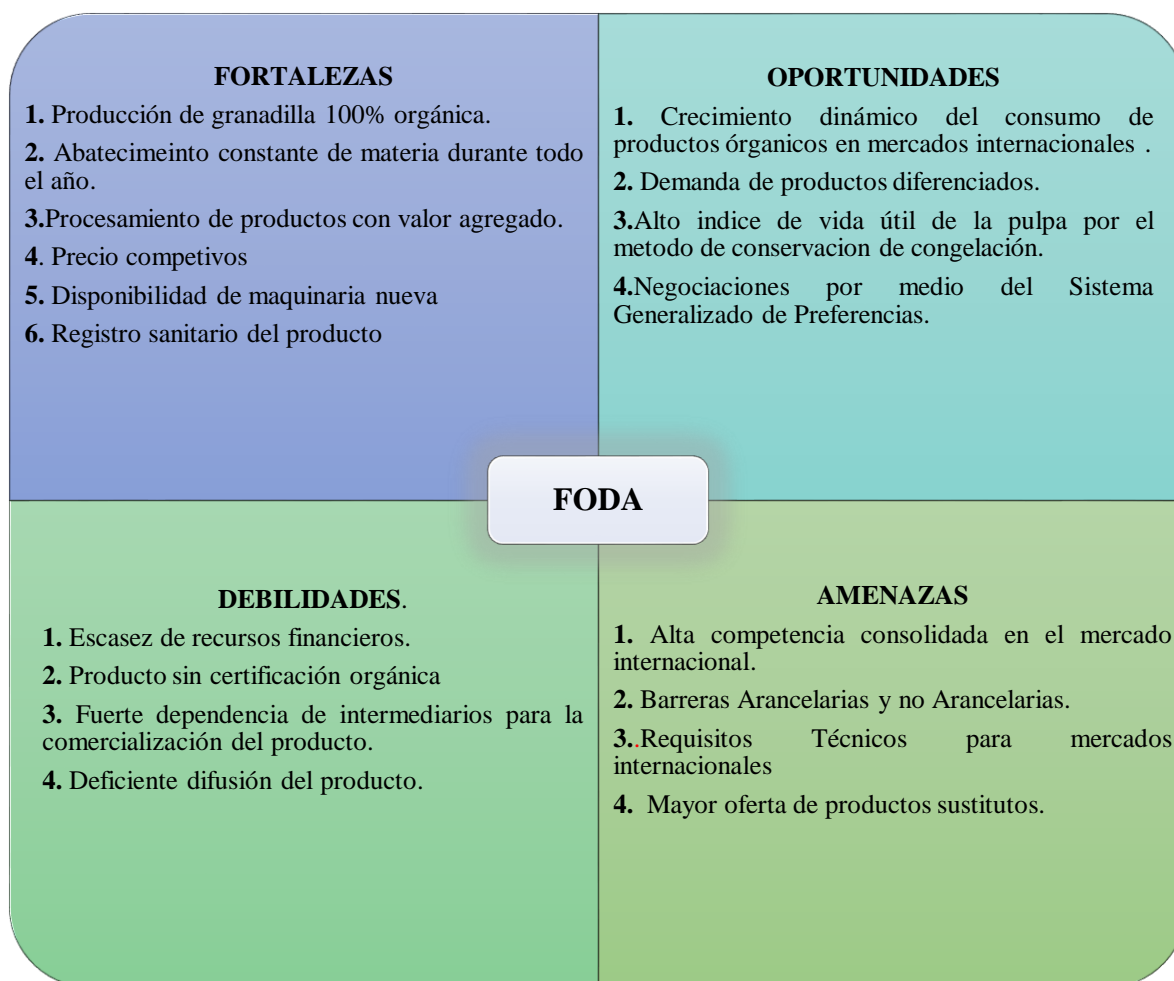 FORTALEZAS
1. Producción de granadilla 100% orgánica.
2. Abatecimeinto constante de materia durante todo
el año.
3.Procesamiento de productos con valor agregado.
4. Precio competivos
5. Disponibilidad de maquinaria nueva
6. Registro sanitario del producto
OPORTUNIDADES
1. Crecimiento dinámico del consumo de
productos órganicos en mercados internacionales .
2. Demanda de productos diferenciados.
3.Alto indice de vida útil de la pulpa por el
metodo de conservacion de congelación.
4.Negociaciones por medio del Sistema
Generalizado de Preferencias.
FODA
DEBILIDADES.
1. Escasez de recursos financieros.
2. Producto sin certificación orgánica
3. Fuerte dependencia de intermediarios para la
comercialización del producto.
4. Deficiente difusión del producto.
AMENAZAS
1. Alta competencia consolidada en el mercado
internacional.
2. Barreras Arancelarias y no Arancelarias.
3..Requisitos Técnicos para mercados
internacionales
4. Mayor oferta de productos sustitutos.